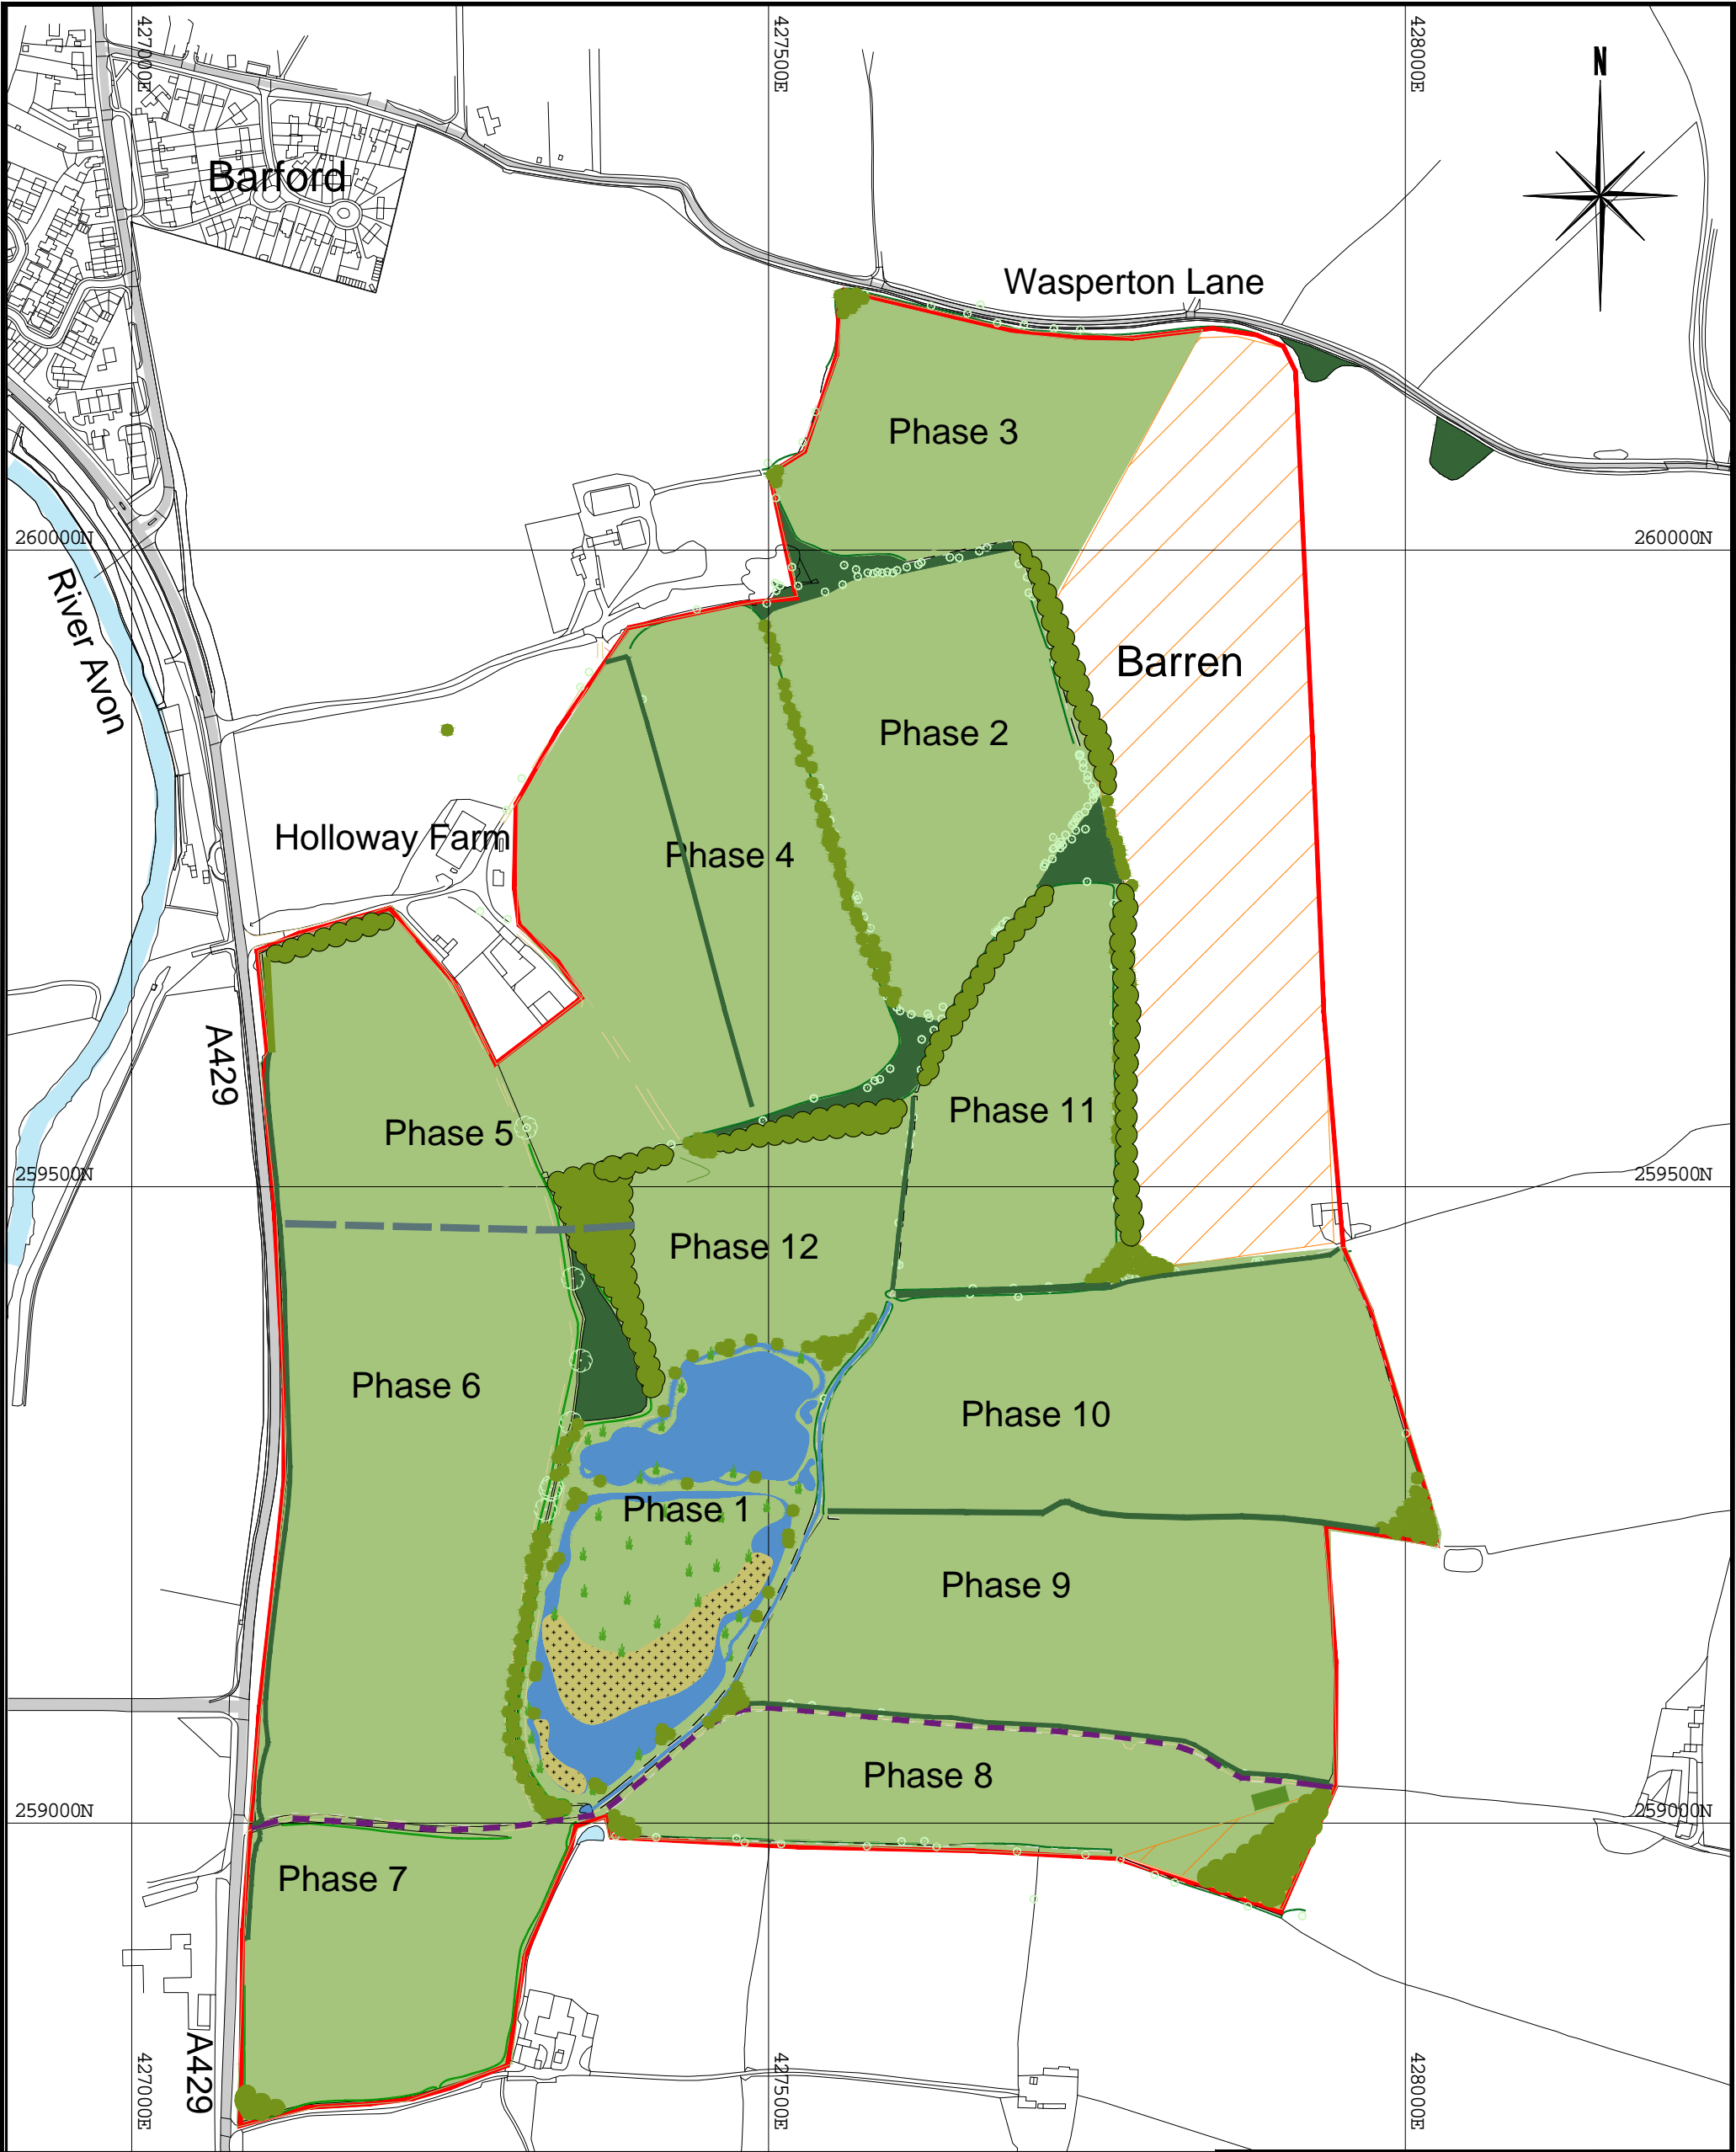 427000E
427500E
428000E
N
Barford
Wasperton Lane
Phase 3
260000N
260000N
River Avon
Barren
Phase 2
Holloway Farm
Phase 4
A429
Phase 5
Phase 11
259500N
259500N
Phase 12
Phase 6
Phase 10
Phase 1
Phase 9
Phase 8
259000N
259000N
Phase 7
A429
427000E
427500E
428000E